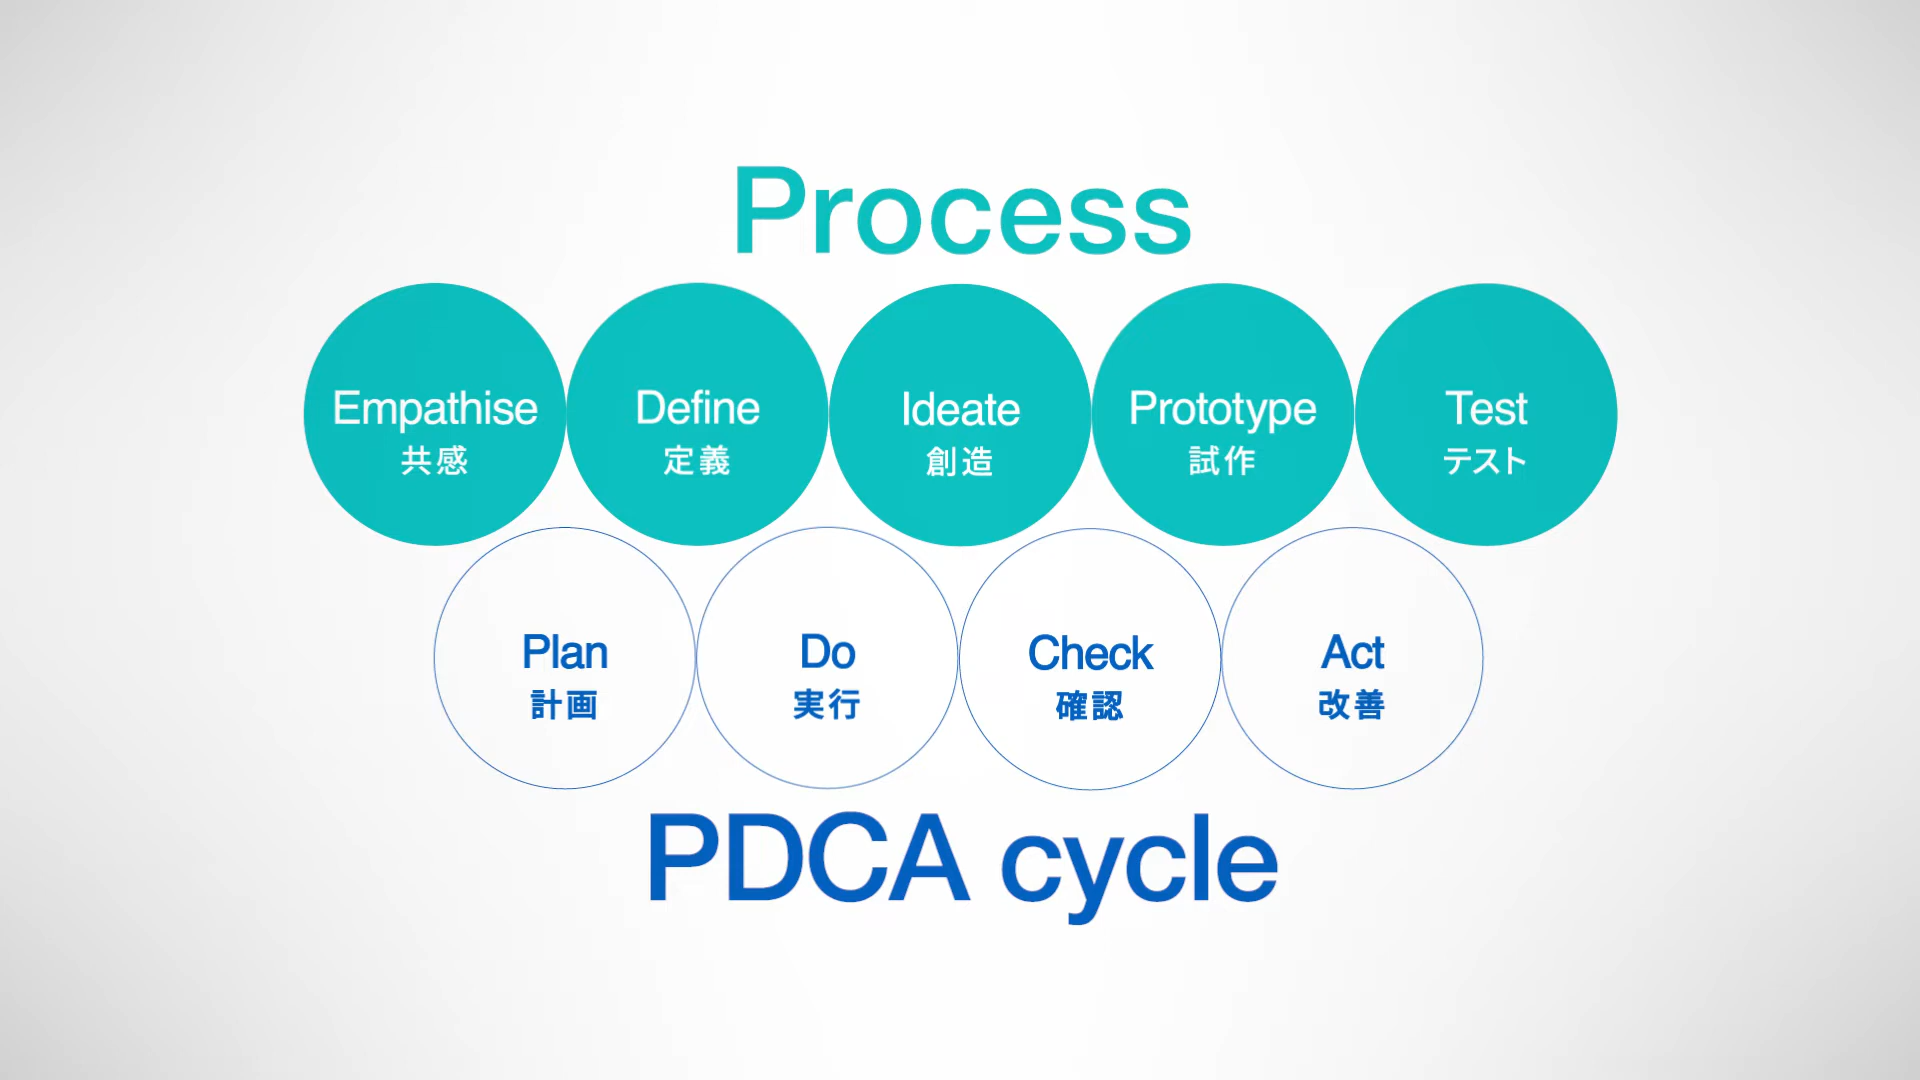 Process
Empathise
共感
Define
定義
Ideate
創造
Prototype
試作
Test
テスト
Plan
計画
Do
実行
Check
確認
Act
改善
PDCA cycle